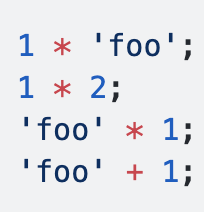 1 * 'foo';
1 * 2;
'foo' * 1;
'foo' + 1;